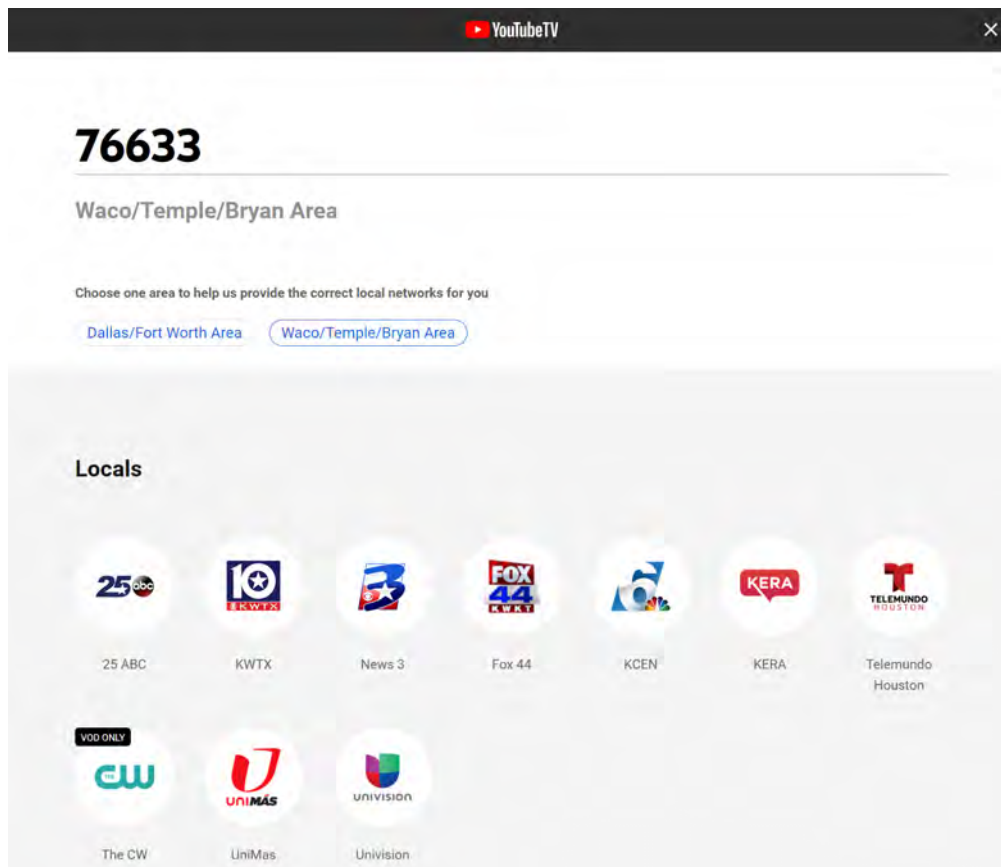 YouTubeTV
76633
Waco/Temple/Bryan Area
Choose one area to help us provide the correct local networks for you
Dallas/Fort Worth Area Waco/Temple/Bryan Area
Locals
25 abc 10 KWTX 3 FOX 44 KWKT 6 KERA TELEMUNDO HOUSTON
25 ABC KWTX News 3 Fox 44 KCEN KERA Telemundo Houston
VOD ONLY
THE CW UNIMÁS UNIVISION
The CW UniMas Univision